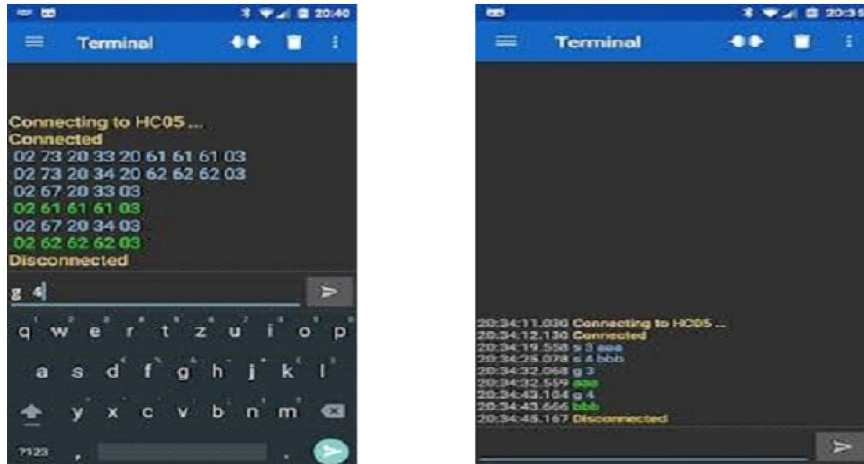 20:40
Terminal
Connecting to HC05 ...
Connected
02 73 20 33 20 61 61 61 03
02 73 20 34 20 62 62 62 03
02 67 20 33 03
02 61 61 61 03
02 67 20 34 03
02 62 62 62 03
Disconnected
g 4
q w e r t z u i o p
a s d f g h j k l
y x c v b n m
?123 , .
20:35
Terminal
20:34:11.030 Connecting to HC05 ...
20:34:12.130 Connected
20:34:19.558 s 3 aaa
20:34:25.078 s 4 bbb
20:34:32.068 g 3
20:34:32.559 aaa
20:34:43.104 g 4
20:34:43.666 bbb
20:34:45.167 Disconnected